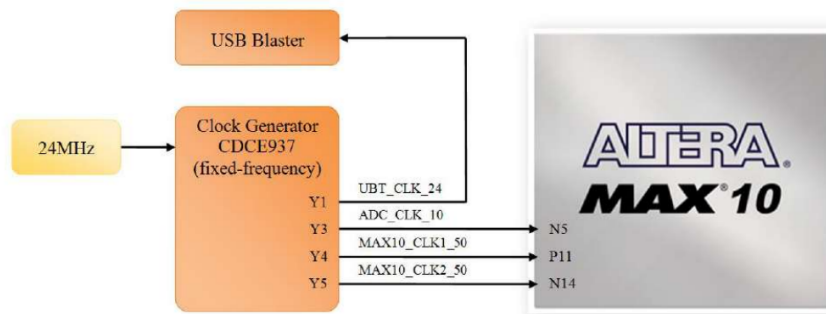 USB Blaster
24MHz
Clock Generator
CDCE937
(fixed-frequency)
Y1
UBT_CLK_24
Y3
ADC_CLK_10
N5
Y4
MAX10_CLK1_50
P11
Y5
MAX10_CLK2_50
N14
ALTERA®
MAX® 10